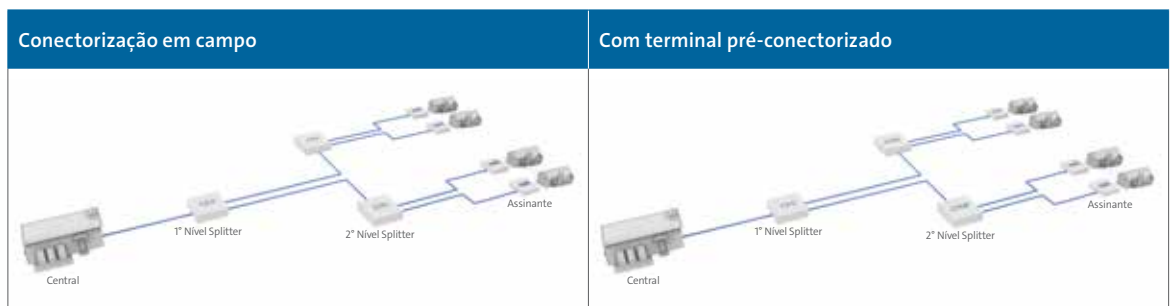 Conectorização em campo
Com terminal pré-conectorizado
Assinante
1° Nível Splitter
2° Nível Splitter
Central
Assinante
1° Nível Splitter
2° Nível Splitter
Central